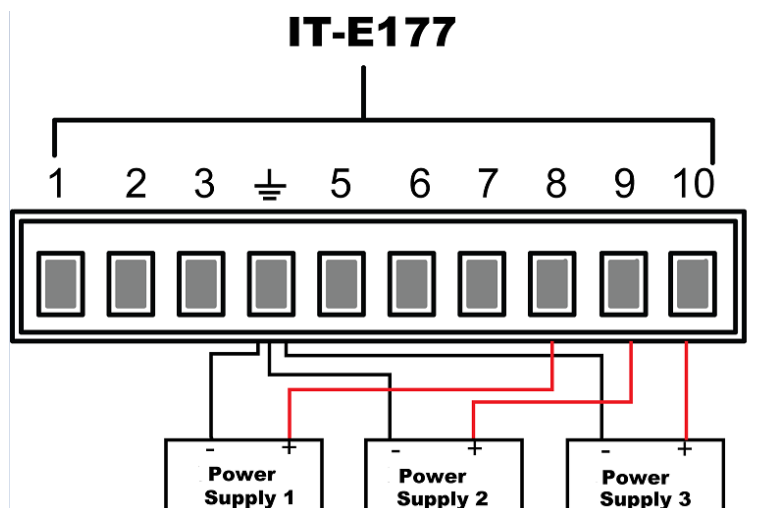 IT-E177
1 2 3 5 6 7 8 9 10
- + - + - +
Power Power Power
Supply 1 Supply 2 Supply 3